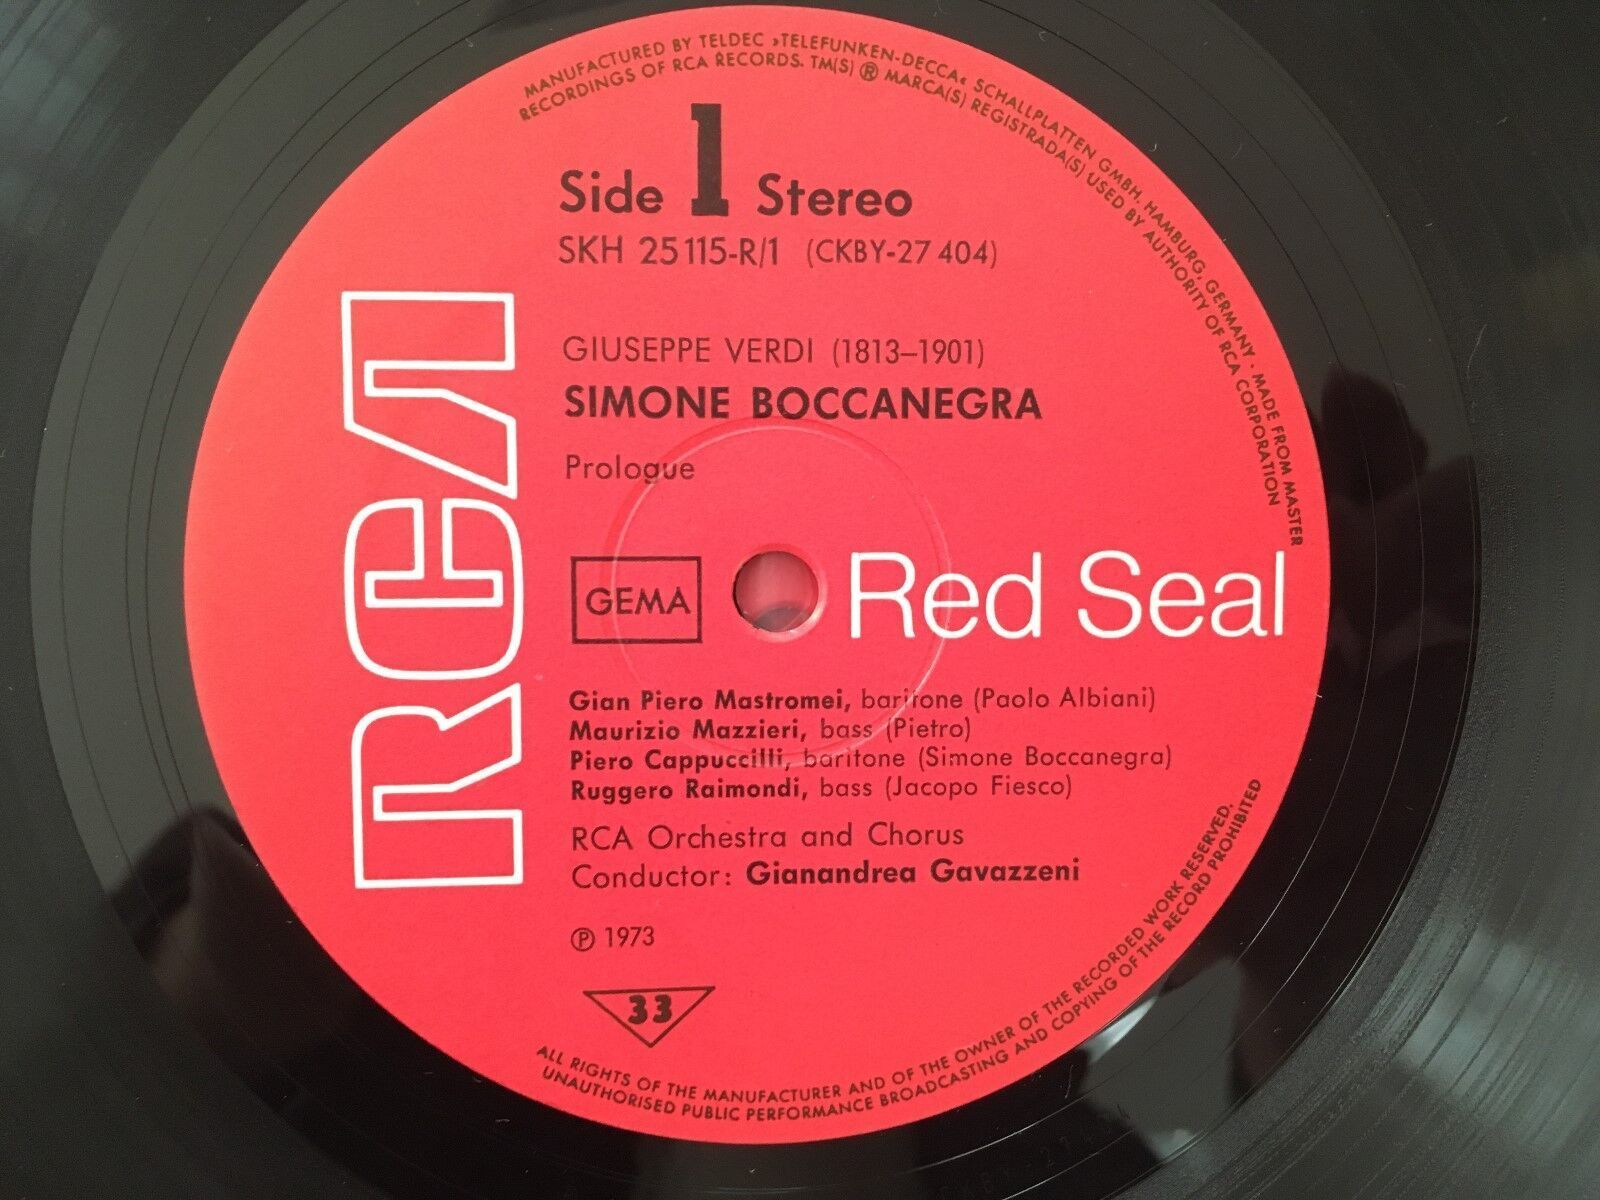 MANUFACTURED BY TELDEC »TELEFUNKEN-DECCA« SCHALLPLATTEN GMBH, HAMBURG, GERMANY · MADE FROM MASTER
RECORDINGS OF RCA RECORDS. TM(S) ® MARCA(S) REGISTRADA(S) USED BY AUTHORITY OF RCA CORPORATION
Side 1 Stereo
SKH 25115-R/1 (CKBY-27 404)
RCA
GIUSEPPE VERDI (1813–1901)
SIMONE BOCCANEGRA
Prologue
GEMA
Red Seal
Gian Piero Mastromei, baritone (Paolo Albiani)
Maurizio Mazzieri, bass (Pietro)
Piero Cappuccilli, baritone (Simone Boccanegra)
Ruggero Raimondi, bass (Jacopo Fiesco)
RCA Orchestra and Chorus
Conductor: Gianandrea Gavazzeni
℗ 1973
33
ALL RIGHTS OF THE MANUFACTURER AND OF THE OWNER OF THE RECORDED WORK RESERVED.
UNAUTHORISED PUBLIC PERFORMANCE BROADCASTING AND COPYING OF THE RECORD PROHIBITED